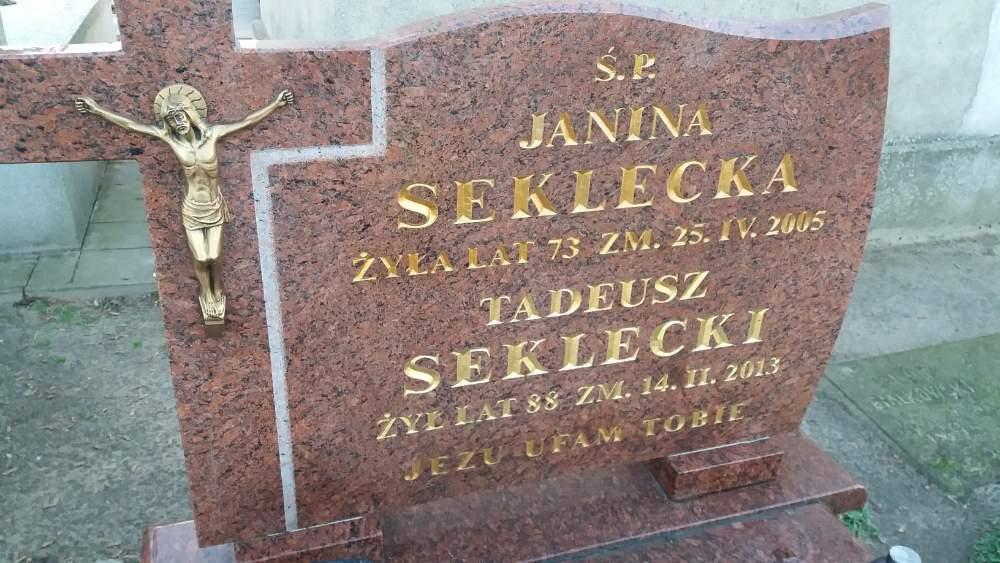 Ś.P.
JANINA
SEKLECKA
ŻYŁA LAT 73 ZM. 25. IV. 2005
TADEUSZ
SEKLECKI
ŻYŁ LAT 88 ZM. 14. II. 2013
JEZU UFAM TOBIE